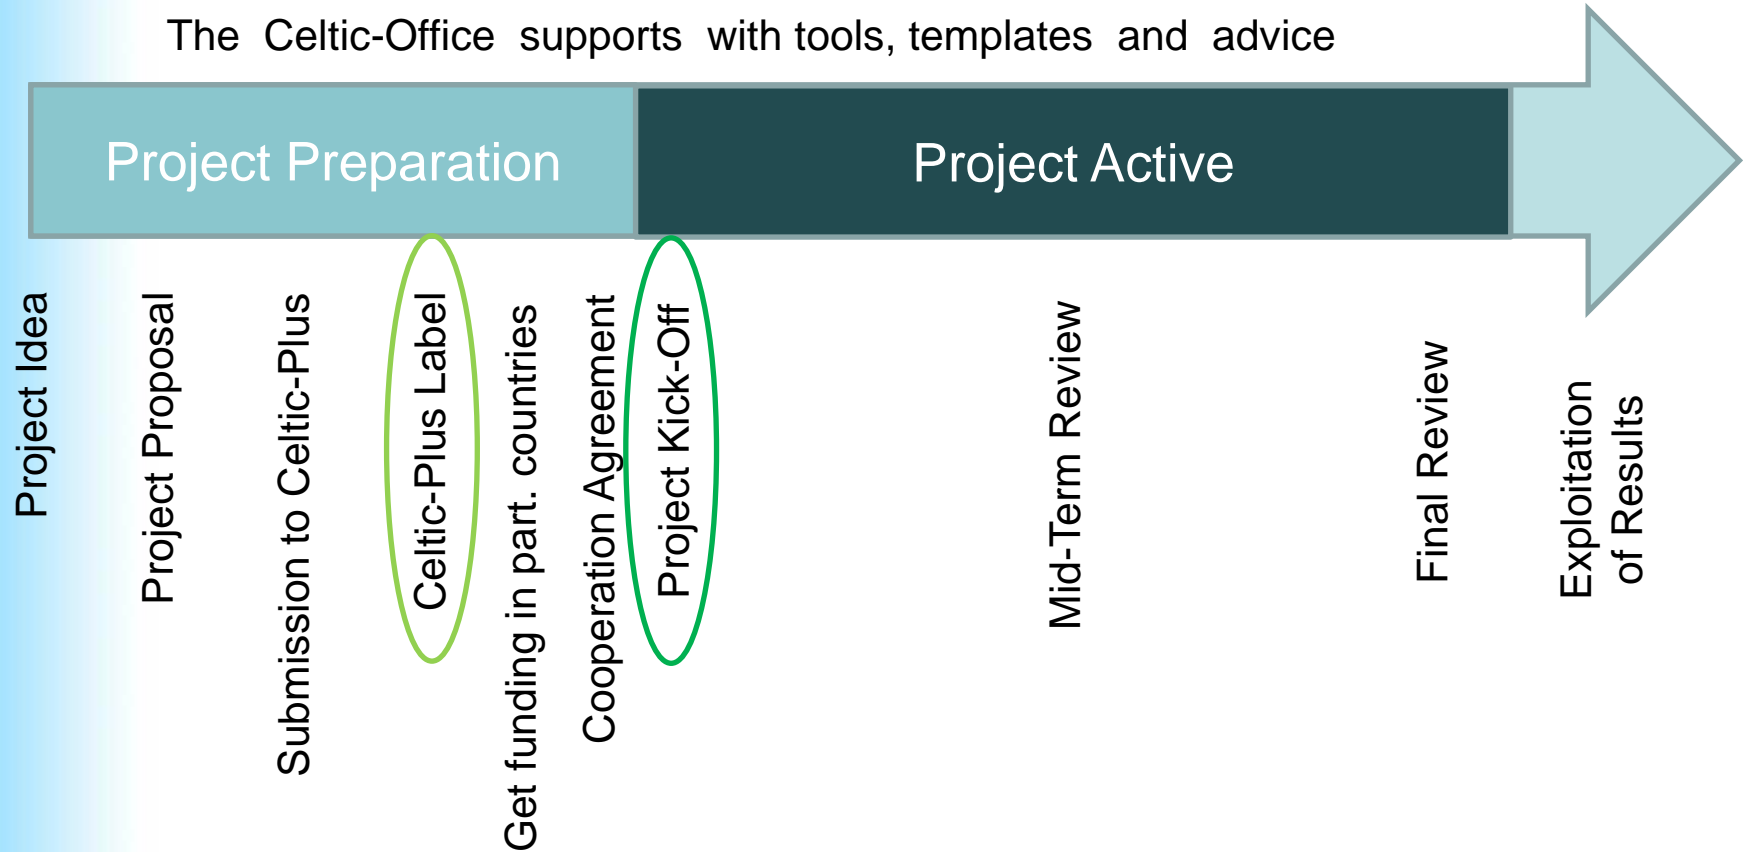 The Celtic-Office supports with tools, templates and advice
Project Preparation
Project Active
Project Idea
Project Proposal
Submission to Celtic-Plus
Celtic-Plus Label
Get funding in part. countries
Cooperation Agreement
Project Kick-Off
Mid-Term Review
Final Review
Exploitation
of Results